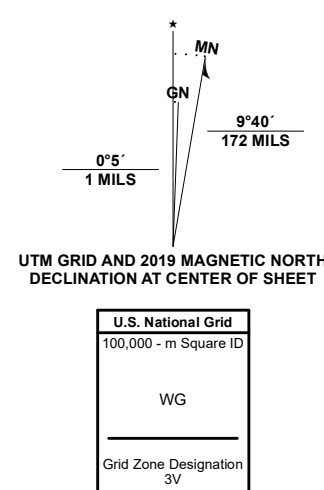 ★
MN
GN
9°40´
172 MILS
0°5´
1 MILS
UTM GRID AND 2019 MAGNETIC NORTH
DECLINATION AT CENTER OF SHEET
U.S. National Grid
100,000 - m Square ID
WG
Grid Zone Designation
3V